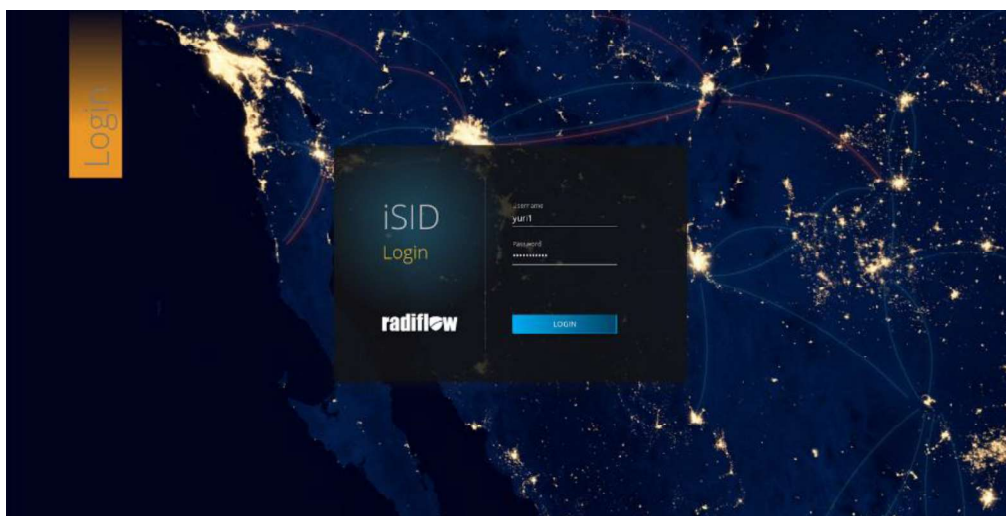 Login
iSID
Login
radiflow
Username
yuri1
Password
•••••••••••
LOGIN